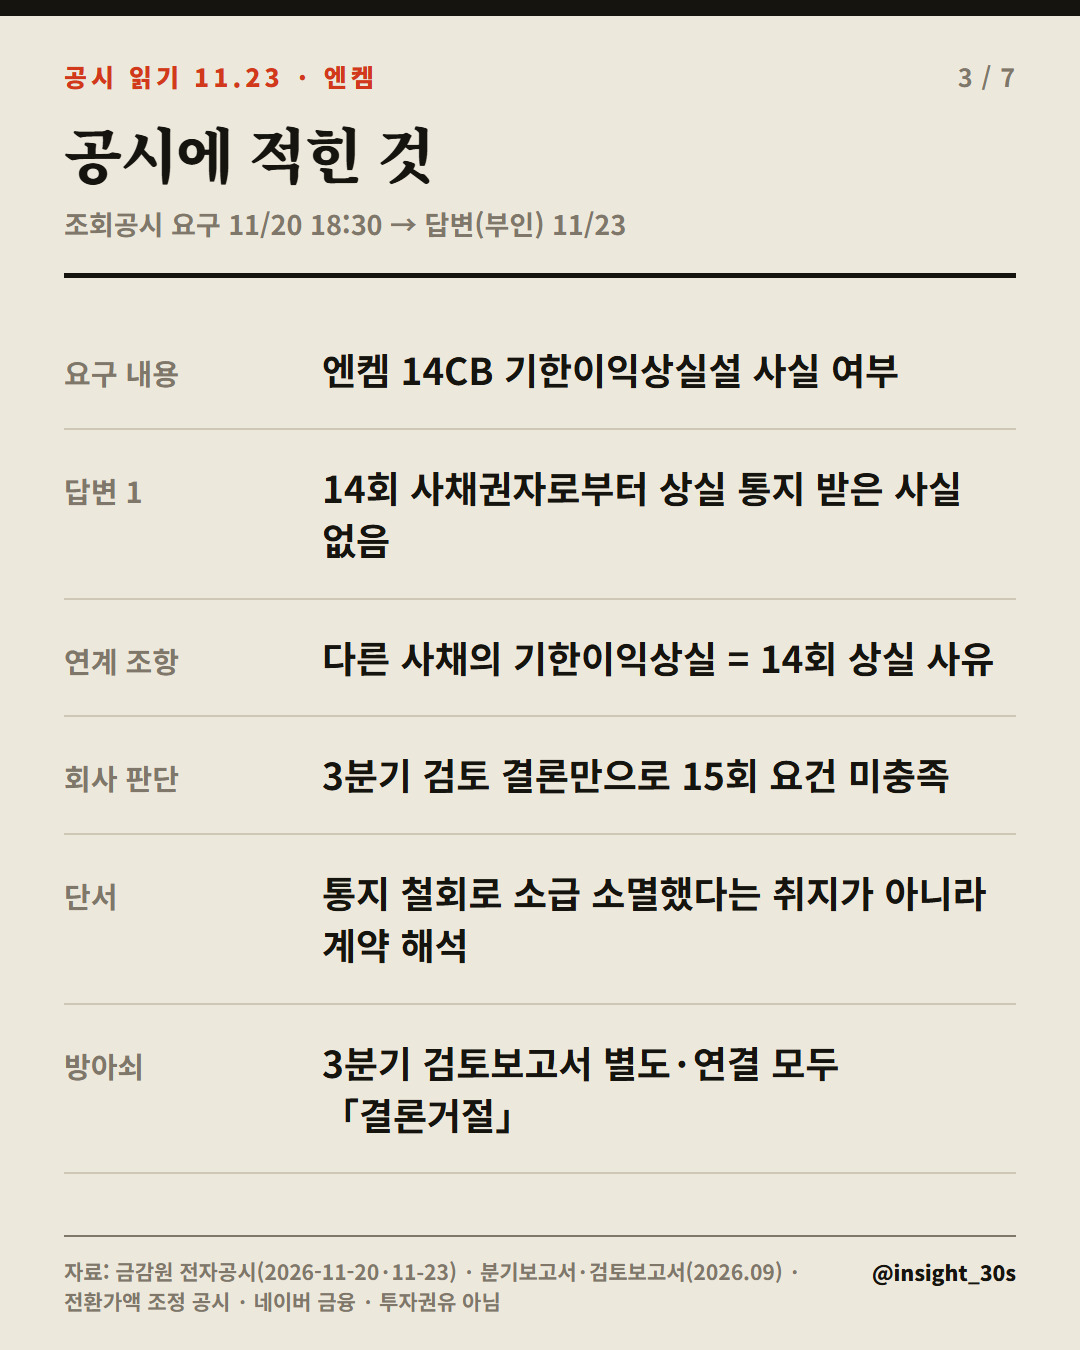 공시 읽기 11.23 · 엔켐
3 / 7
공시에 적힌 것
조회공시 요구 11/20 18:30 → 답변(부인) 11/23
요구 내용
엔켐 14CB 기한이익상실설 사실 여부
답변 1
14회 사채권자로부터 상실 통지 받은 사실
없음
연계 조항
다른 사채의 기한이익상실 = 14회 상실 사유
회사 판단
3분기 검토 결론만으로 15회 요건 미충족
단서
통지 철회로 소급 소멸했다는 취지가 아니라
계약 해석
방아쇠
3분기 검토보고서 별도·연결 모두
「결론거절」
자료: 금감원 전자공시(2026-11-20·11-23) · 분기보고서·검토보고서(2026.09) ·
전환가액 조정 공시 · 네이버 금융 · 투자권유 아님
@insight_30s